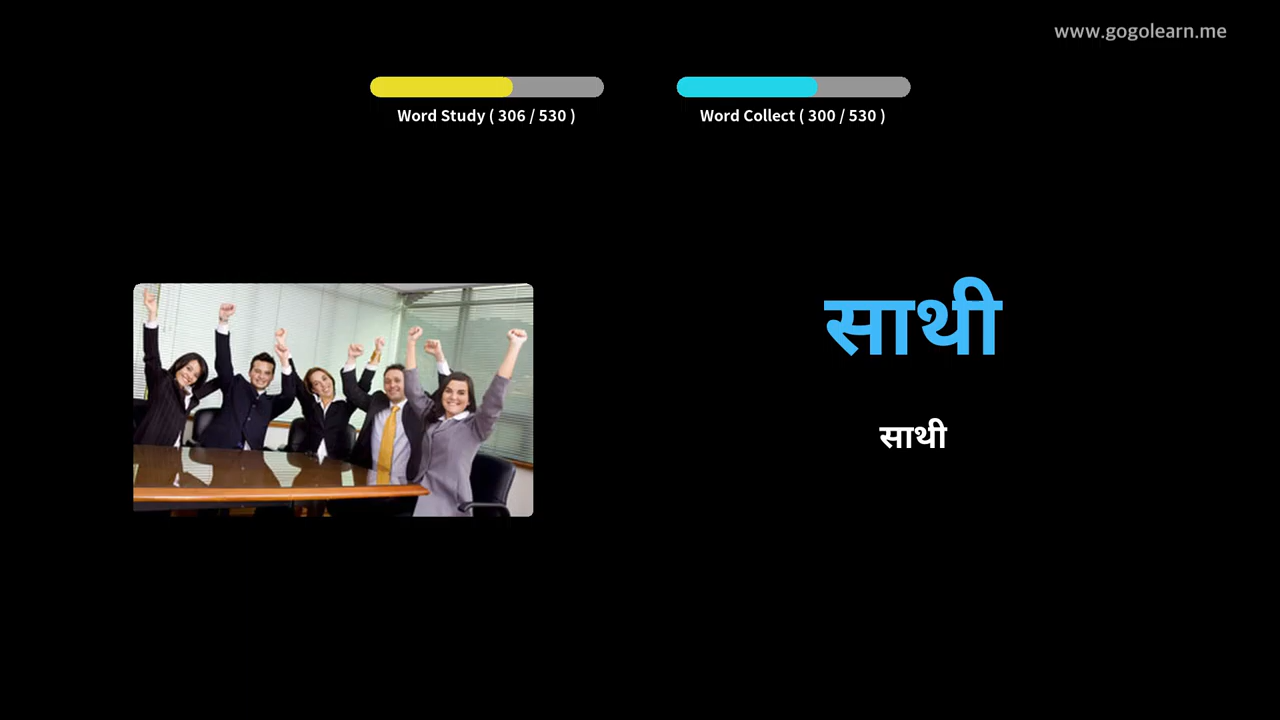 www.gogolearn.me
Word Study ( 306 / 530 )
Word Collect ( 300 / 530 )
साथी
साथी